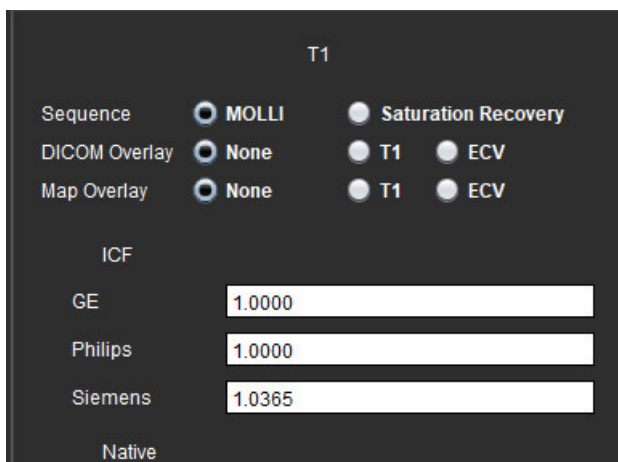 T1
Sequence MOLLI Saturation Recovery
DICOM Overlay None T1 ECV
Map Overlay None T1 ECV
ICF
GE 1.0000
Philips 1.0000
Siemens 1.0365
Native